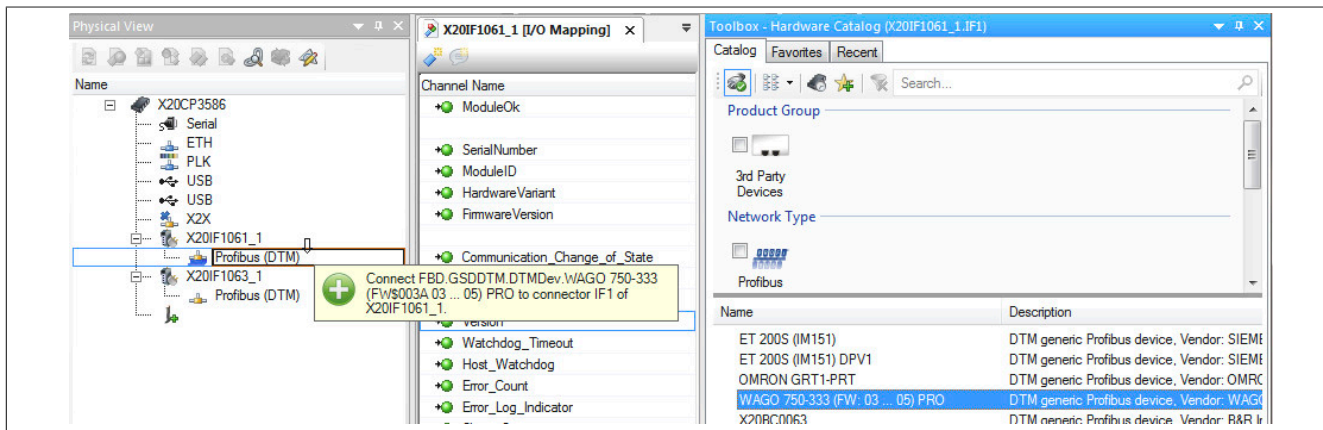 Physical View
Name
X20CP3586
Serial
ETH
PLK
USB
USB
X2X
X20IF1061_1
Profibus (DTM)
X20IF1063_1
Profibus (DTM)
Connect FBD.GSDDTM.DTMDev.WAGO 750-333
(FW$003A 03 ... 05) PRO to connector IF1 of
X20IF1061_1.
X20IF1061_1 [I/O Mapping]
Channel Name
ModuleOk
SerialNumber
ModuleID
HardwareVariant
FirmwareVersion
Communication_Change_of_State
Version
Watchdog_Timeout
Host_Watchdog
Error_Count
Error_Log_Indicator
Toolbox - Hardware Catalog (X20IF1061_1.IF1)
Catalog Favorites Recent
Search...
Product Group
3rd Party
Devices
Network Type
Profibus
Name Description
ET 200S (IM151) DTM generic Profibus device, Vendor: SIEME
ET 200S (IM151) DPV1 DTM generic Profibus device, Vendor: SIEME
OMRON GRT1-PRT DTM generic Profibus device, Vendor: OMRO
WAGO 750-333 (FW: 03 ... 05) PRO DTM generic Profibus device, Vendor: WAGO
X20BC0063 DTM generic Profibus device, Vendor: B&R